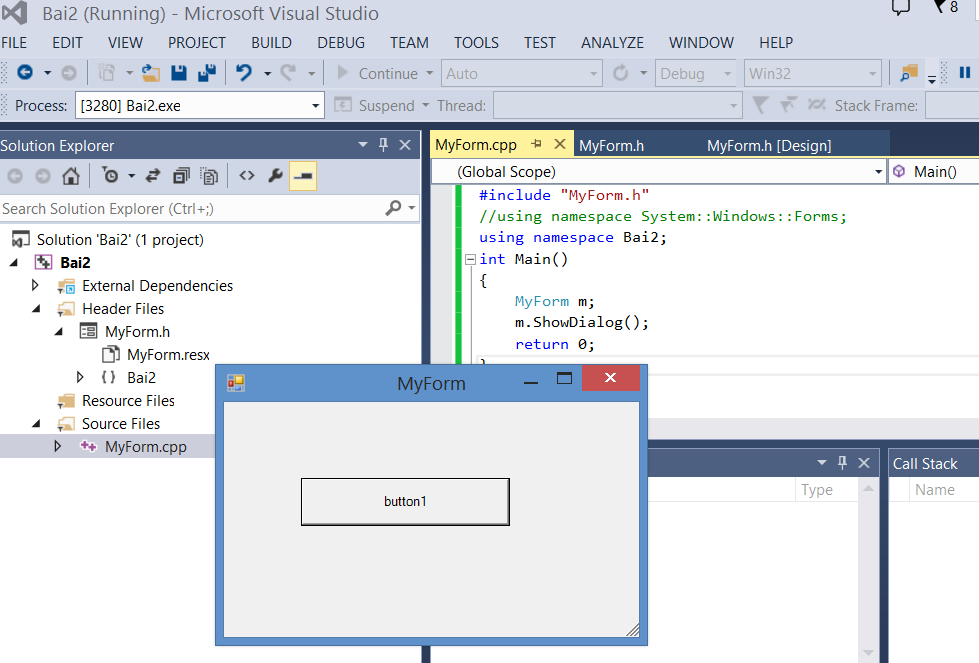 Bai2 (Running) - Microsoft Visual Studio
8
FILE EDIT VIEW PROJECT BUILD DEBUG TEAM TOOLS TEST ANALYZE WINDOW HELP
Continue Auto Debug Win32
Process: [3280] Bai2.exe Suspend Thread: Stack Frame:
Solution Explorer
Search Solution Explorer (Ctrl+;)
Solution 'Bai2' (1 project)
Bai2
External Dependencies
Header Files
MyForm.h
MyForm.resx
Bai2
Resource Files
Source Files
MyForm.cpp
MyForm.cpp MyForm.h MyForm.h [Design]
(Global Scope) Main()
#include "MyForm.h"
//using namespace System::Windows::Forms;
using namespace Bai2;
int Main()
{
MyForm m;
m.ShowDialog();
return 0;
}
MyForm
button1
Type
Call Stack
Name